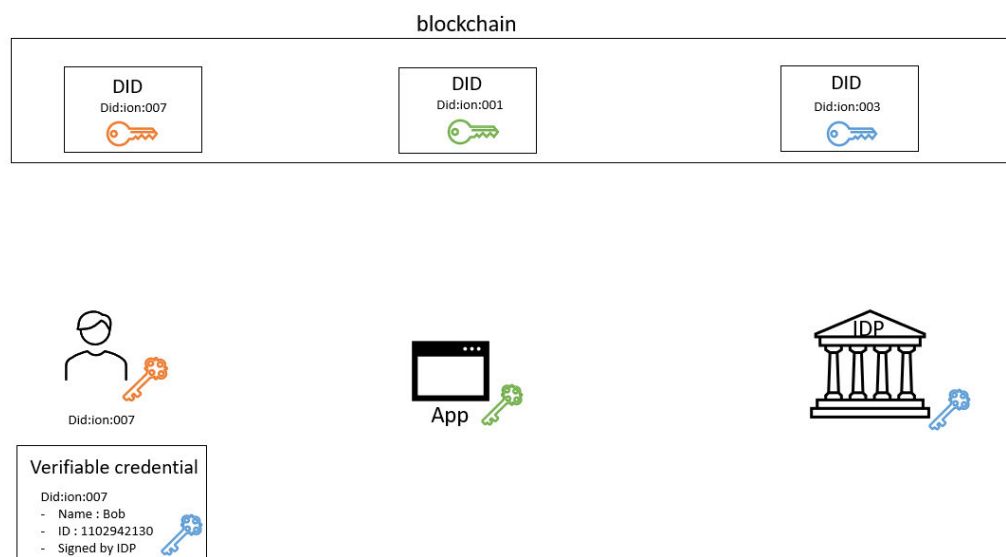 blockchain
DID
Did:ion:007
DID
Did:ion:001
DID
Did:ion:003
IDP
App
Did:ion:007
Verifiable credential
Did:ion:007
- Name : Bob
- ID : 1102942130
- Signed by IDP